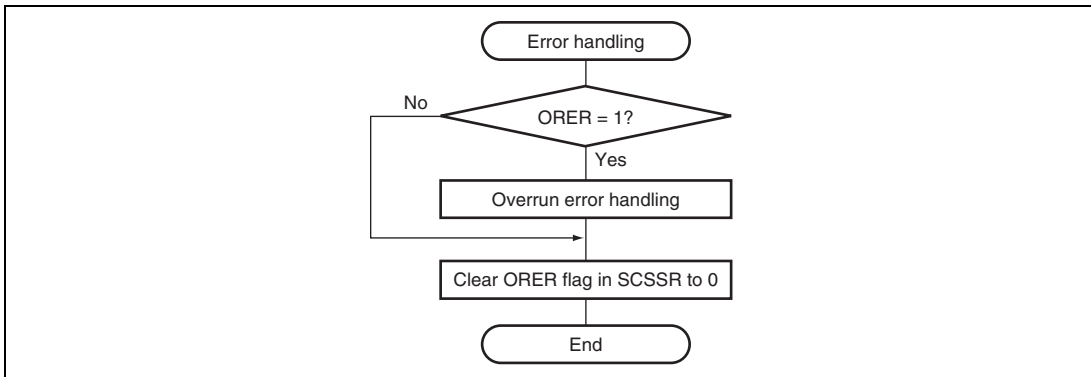 Error handling
No
ORER = 1?
Yes
Overrun error handling
Clear ORER flag in SCSSR to 0
End